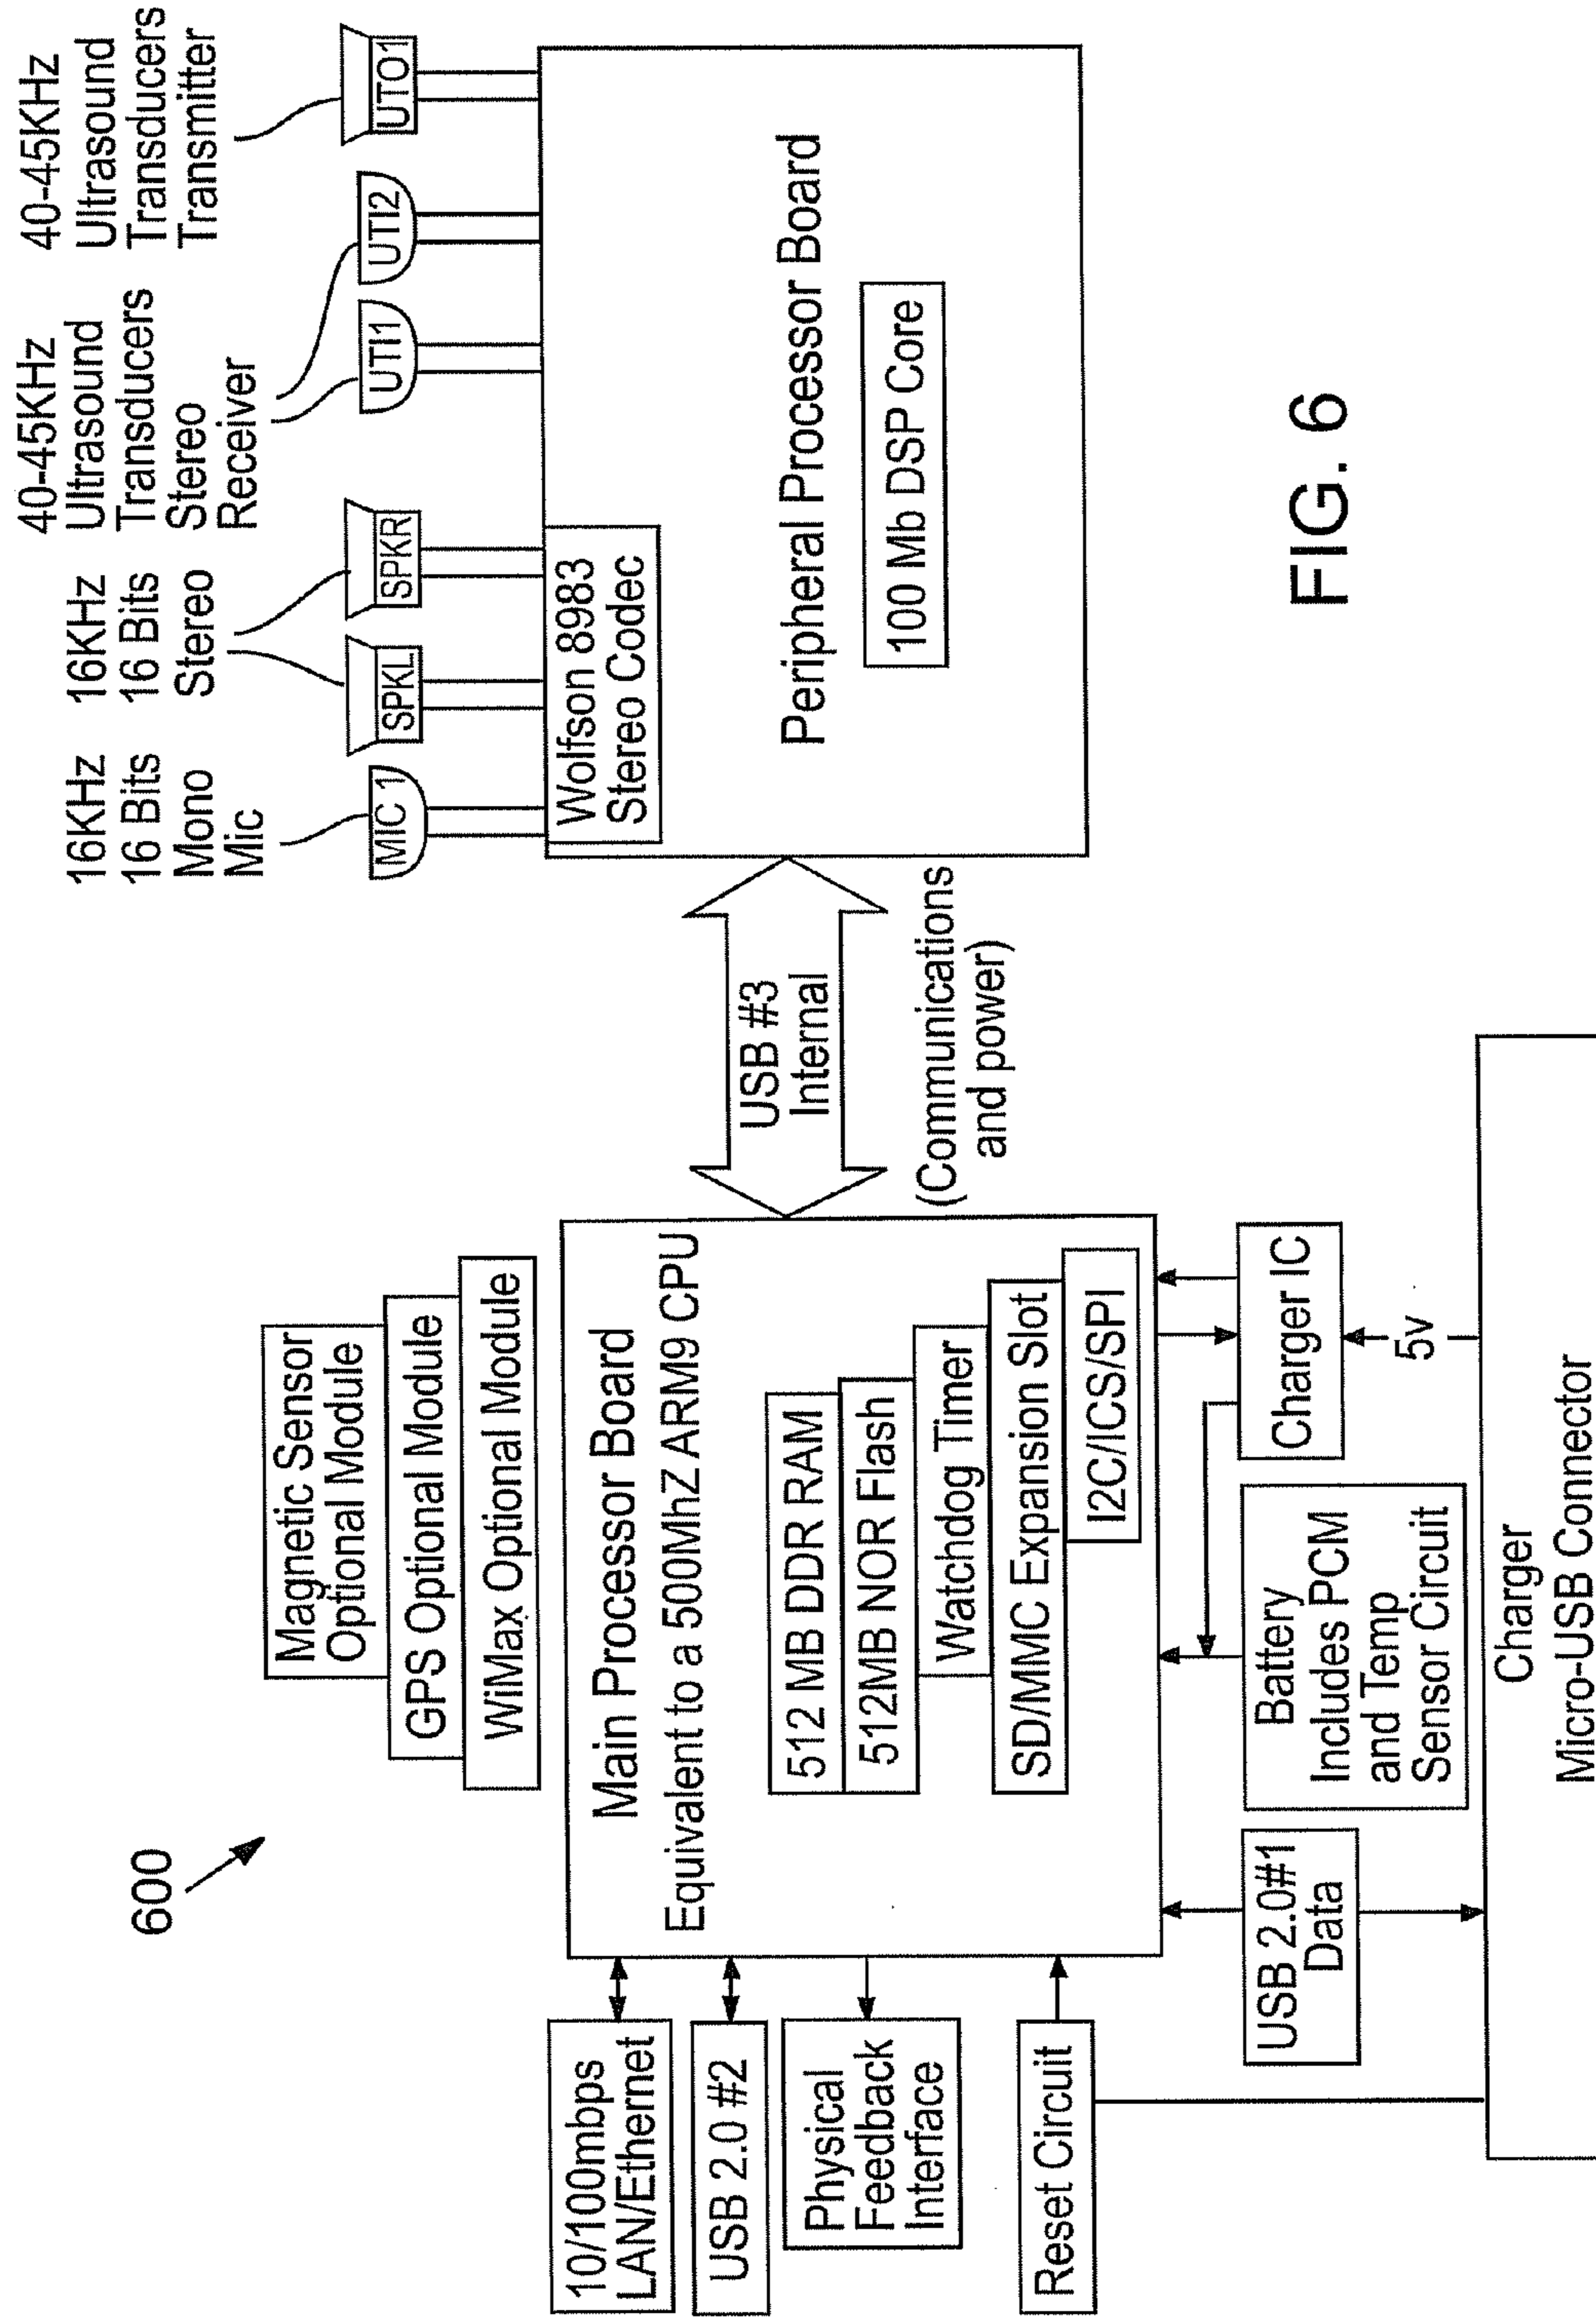 600
Magnetic Sensor
Optional Module
GPS Optional Module
WiMax Optional Module
10/100mbps
LAN/Ethernet
USB 2.0 #2
Physical
Feedback
Interface
Reset Circuit
Main Processor Board
Equivalent to a 500MhZ ARM9 CPU
512 MB DDR RAM
512MB NOR Flash
Watchdog Timer
SD/MMC Expansion Slot
I2C/ICS/SPI
USB 2.0#1
Data
Battery
Includes PCM
and Temp
Sensor Circuit
Charger IC
5v
Charger
Micro-USB Connector
USB #3
Internal
(Communications
and power)
16KHz
16 Bits
Mono
Mic
16KHz
16 Bits
Stereo
40-45KHz
Ultrasound
Transducers
Stereo
Receiver
40-45KHz
Ultrasound
Transducers
Transmitter
MIC 1
SPKL
SPKR
UTI1
UTI2
UTO1
Wolfson 8983
Stereo Codec
Peripheral Processor Board
100 Mb DSP Core
FIG. 6